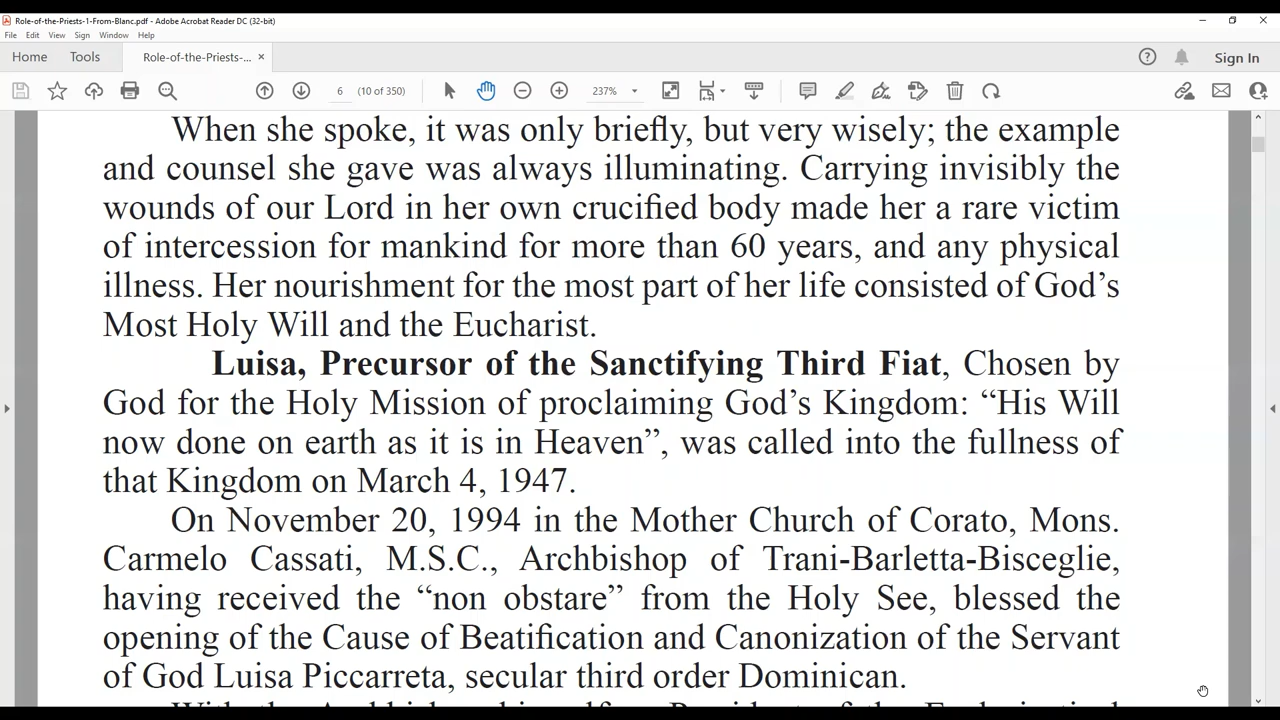 Role-of-the-Priests-1-From-Blanc.pdf - Adobe Acrobat Reader DC (32-bit)
File Edit View Sign Window Help
Home Tools Role-of-the-Priests-... × Sign In
6 (10 of 350) 237%
When she spoke, it was only briefly, but very wisely; the example
and counsel she gave was always illuminating. Carrying invisibly the
wounds of our Lord in her own crucified body made her a rare victim
of intercession for mankind for more than 60 years, and any physical
illness. Her nourishment for the most part of her life consisted of God’s
Most Holy Will and the Eucharist.
Luisa, Precursor of the Sanctifying Third Fiat, Chosen by
God for the Holy Mission of proclaiming God’s Kingdom: “His Will
now done on earth as it is in Heaven”, was called into the fullness of
that Kingdom on March 4, 1947.
On November 20, 1994 in the Mother Church of Corato, Mons.
Carmelo Cassati, M.S.C., Archbishop of Trani-Barletta-Bisceglie,
having received the “non obstare” from the Holy See, blessed the
opening of the Cause of Beatification and Canonization of the Servant
of God Luisa Piccarreta, secular third order Dominican.